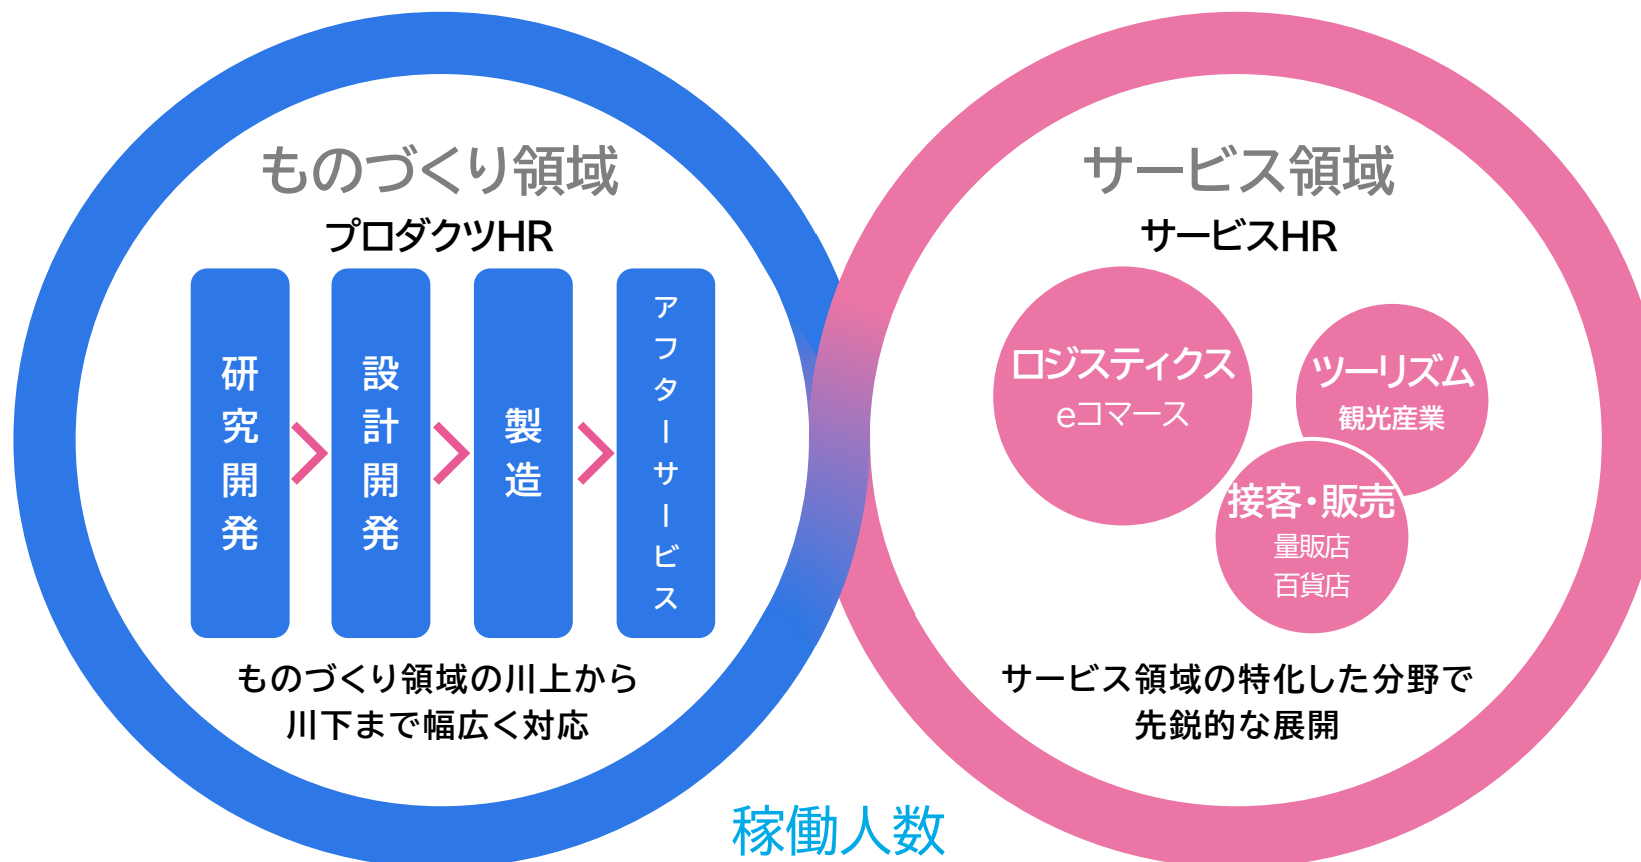 ものづくり領域
プロダクツHR
研究開発
設計開発
製造
アフターサービス
ものづくり領域の川上から
川下まで幅広く対応
サービス領域
サービスHR
ロジスティクス
eコマース
ツーリズム
観光産業
接客・販売
量販店
百貨店
サービス領域の特化した分野で
先鋭的な展開
稼働人数